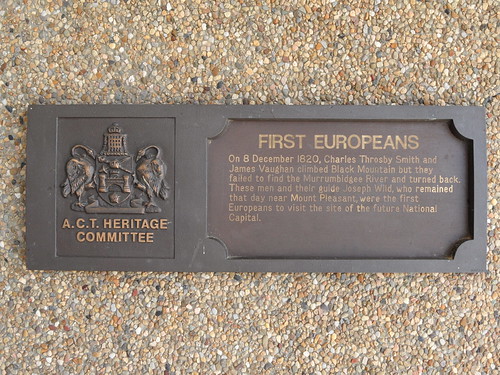 FIRST EUROPEANS
On 8 December 1820, Charles Throsby Smith and
James Vaughan climbed Black Mountain but they
failed to find the Murrumbidgee River and turned back.
These men and their guide Joseph Wild, who remained
that day near Mount Pleasant, were the first
Europeans to visit the site of the future National
Capital.
A.C.T. HERITAGE
COMMITTEE